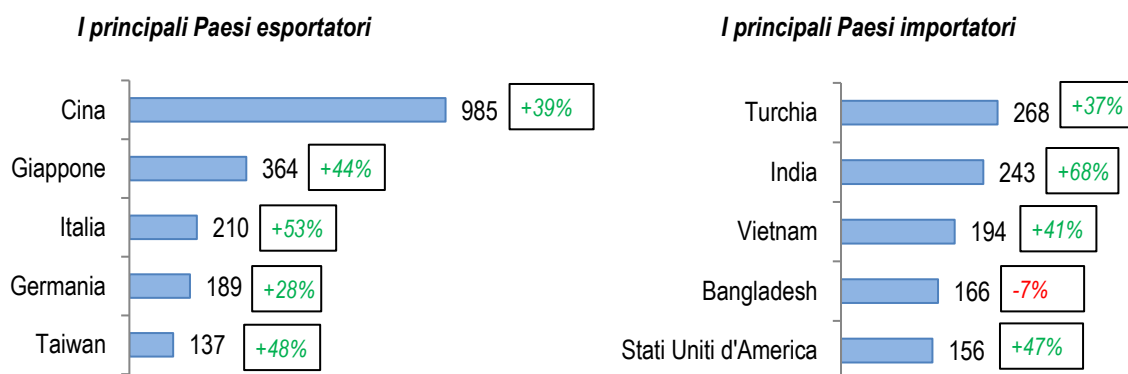 I principali Paesi esportatori
Cina 985 +39%
Giappone 364 +44%
Italia 210 +53%
Germania 189 +28%
Taiwan 137 +48%
I principali Paesi importatori
Turchia 268 +37%
India 243 +68%
Vietnam 194 +41%
Bangladesh 166 -7%
Stati Uniti d'America 156 +47%